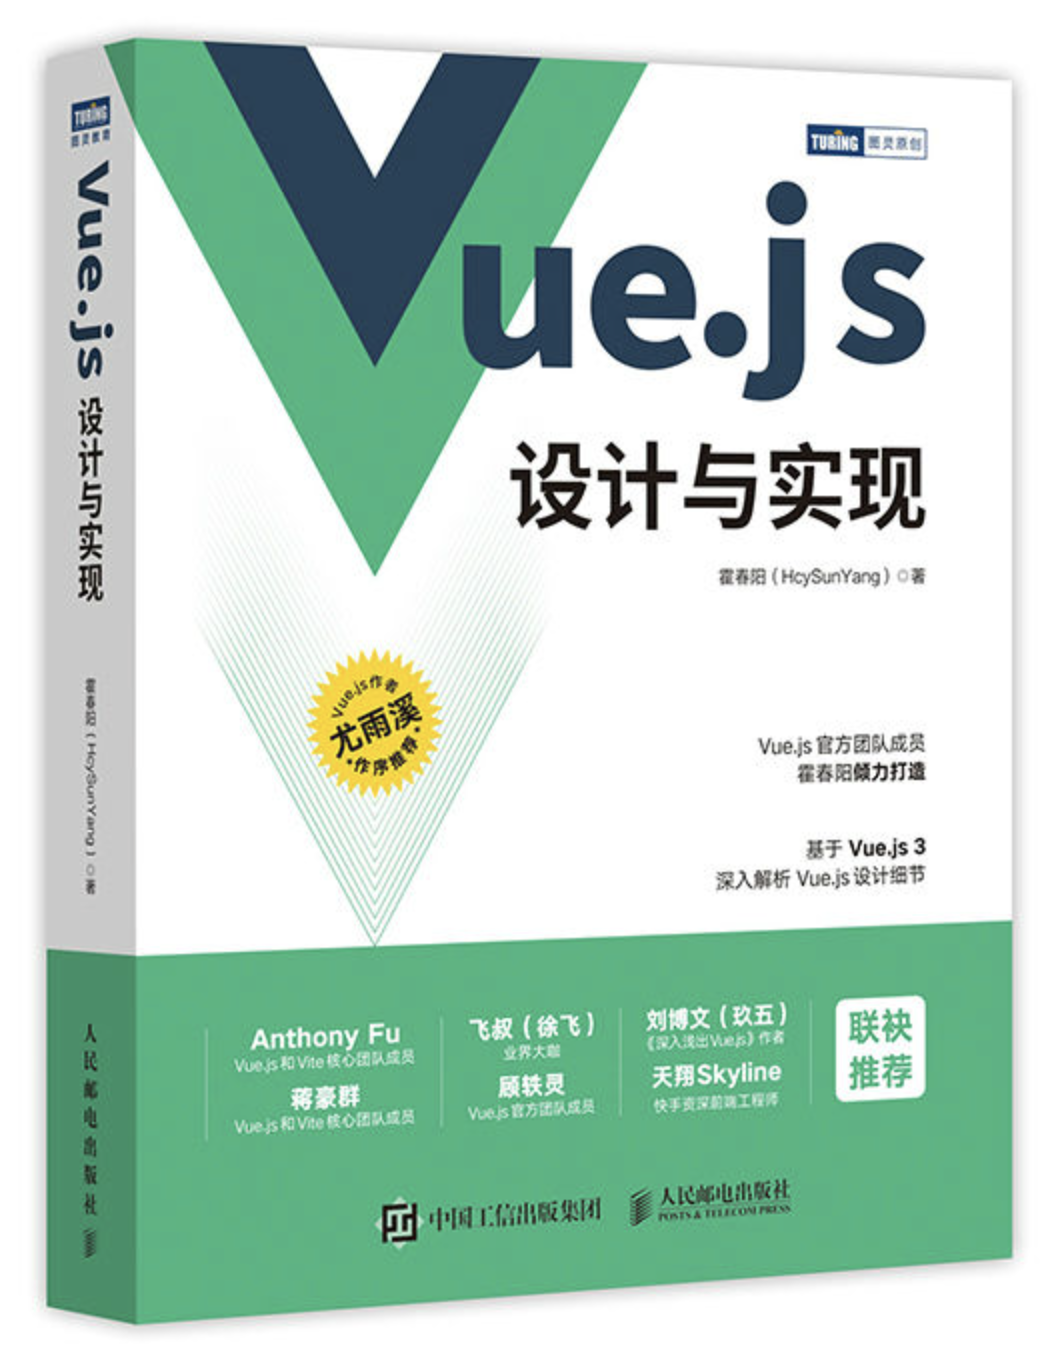 TURING 图灵教育
Vue.js 设计与实现
霍春阳(HcySunYang)◎著
人民邮电出版社
TURING 图灵原创
Vue.js
设计与实现
霍春阳(HcySunYang)◎著
Vue.js作者
尤雨溪
·作序推荐·
Vue.js 官方团队成员
霍春阳倾力打造
基于 Vue.js 3
深入解析 Vue.js 设计细节
Anthony Fu
Vue.js 和 Vite 核心团队成员
蒋豪群
Vue.js 和 Vite 核心团队成员
飞叔(徐飞)
业界大咖
顾轶灵
Vue.js 官方团队成员
刘博文(玖五)
《深入浅出Vue.js》作者
天翔Skyline
快手资深前端工程师
联袂
推荐
中国工信出版集团
人民邮电出版社
POSTS & TELECOM PRESS